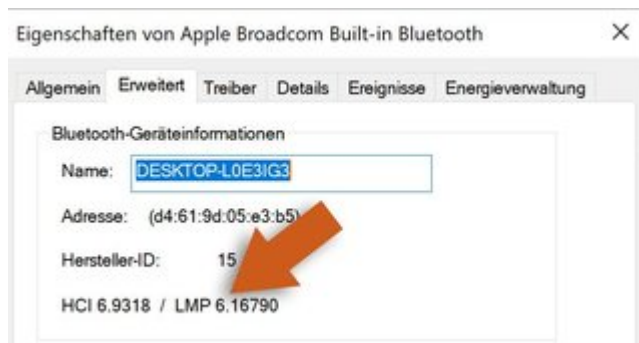 Eigenschaften von Apple Broadcom Built-in Bluetooth
Allgemein Erweitert Treiber Details Ereignisse Energieverwaltung
Bluetooth-Geräteinformationen
Name: DESKTOP-L0E3IG3
Adresse: (d4:61:9d:05:e3:b5)
Hersteller-ID: 15
HCI 6.9318 / LMP 6.16790